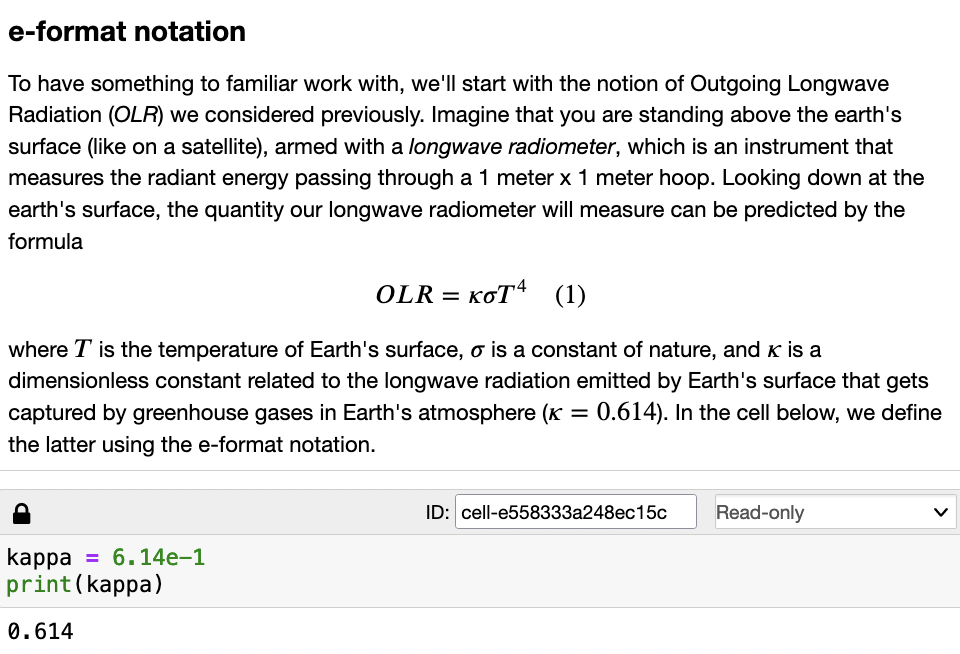 e-format notation
To have something to familiar work with, we'll start with the notion of Outgoing Longwave
Radiation (OLR) we considered previously. Imagine that you are standing above the earth's
surface (like on a satellite), armed with a longwave radiometer, which is an instrument that
measures the radiant energy passing through a 1 meter x 1 meter hoop. Looking down at the
earth's surface, the quantity our longwave radiometer will measure can be predicted by the
formula
OLR = κσT⁴ (1)
where T is the temperature of Earth's surface, σ is a constant of nature, and κ is a
dimensionless constant related to the longwave radiation emitted by Earth's surface that gets
captured by greenhouse gases in Earth's atmosphere (κ = 0.614). In the cell below, we define
the latter using the e-format notation.
ID: cell-e558333a248ec15c Read-only
kappa = 6.14e-1
print(kappa)
0.614